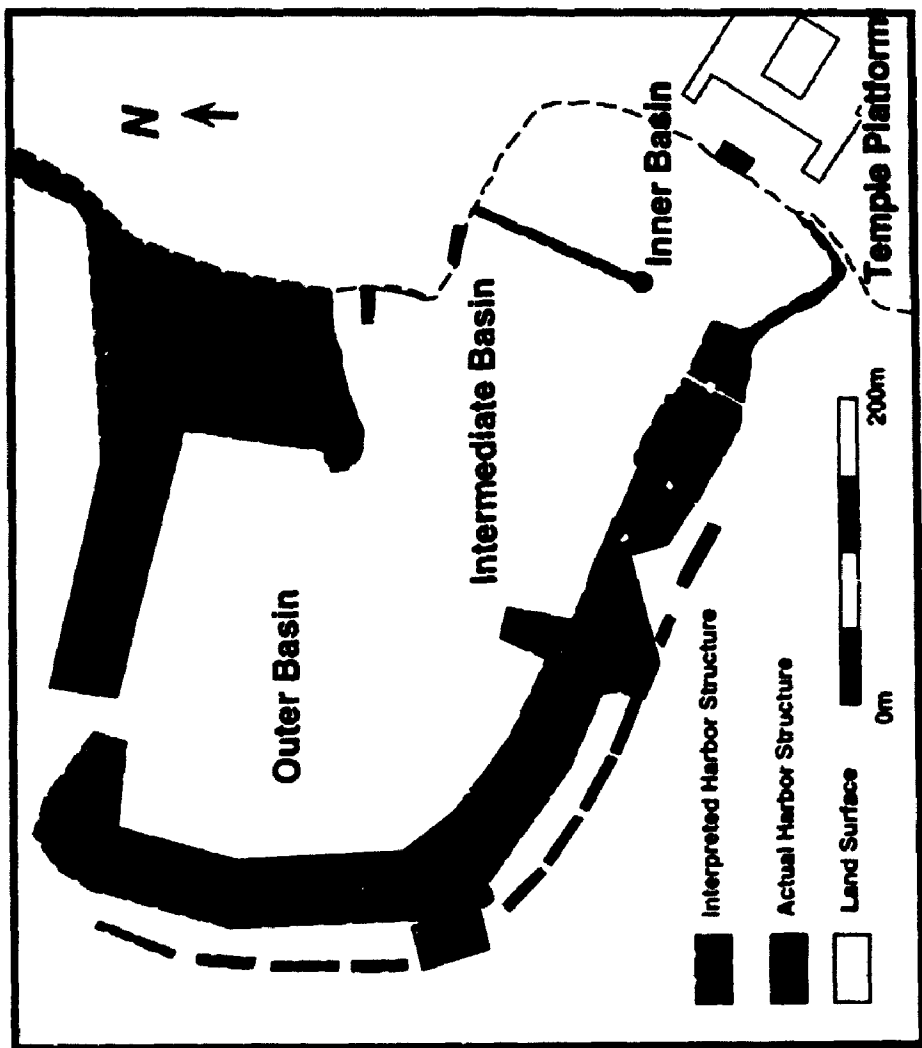 N
Outer Basin
Intermediate Basin
Inner Basin
Temple Platform
Interpreted Harbor Structure
Actual Harbor Structure
Land Surface
0m
200m